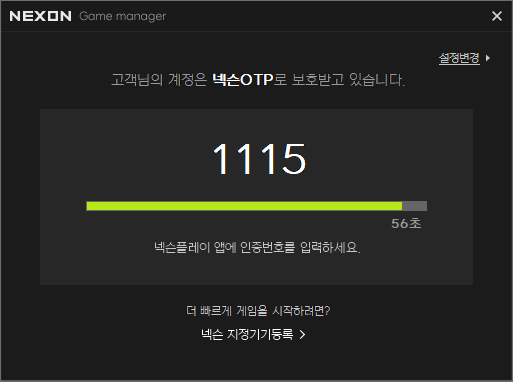 NEXON Game manager
설정변경
고객님의 계정은 넥슨OTP로 보호받고 있습니다.
1115
56초
넥슨플레이 앱에 인증번호를 입력하세요.
더 빠르게 게임을 시작하려면?
넥슨 지정기기등록 >